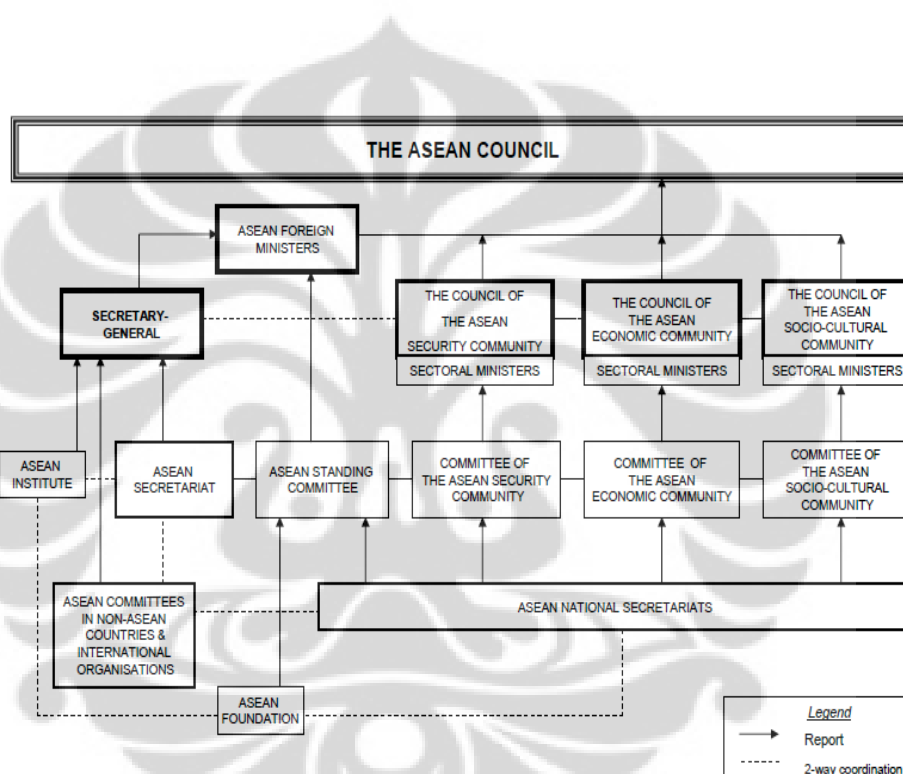 THE ASEAN COUNCIL
ASEAN FOREIGN
MINISTERS
SECRETARY-
GENERAL
THE COUNCIL OF
THE ASEAN
SECURITY COMMUNITY
SECTORAL MINISTERS
THE COUNCIL OF
THE ASEAN
ECONOMIC COMMUNITY
SECTORAL MINISTERS
THE COUNCIL OF
THE ASEAN
SOCIO-CULTURAL
COMMUNITY
SECTORAL MINISTERS
ASEAN
INSTITUTE
ASEAN
SECRETARIAT
ASEAN STANDING
COMMITTEE
COMMITTEE OF
THE ASEAN SECURITY
COMMUNITY
COMMITTEE OF
THE ASEAN
ECONOMIC COMMUNITY
COMMITTEE OF
THE ASEAN
SOCIO-CULTURAL
COMMUNITY
ASEAN COMMITTEES
IN NON-ASEAN
COUNTRIES &
INTERNATIONAL
ORGANISATIONS
ASEAN NATIONAL SECRETARIATS
ASEAN
FOUNDATION
Legend
Report
2-way coordination